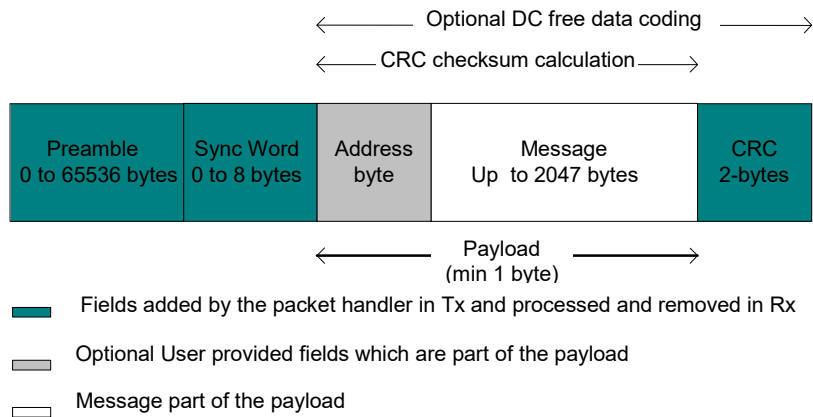 Optional DC free data coding
CRC checksum calculation
Preamble
0 to 65536 bytes
Sync Word
0 to 8 bytes
Address
byte
Message
Up to 2047 bytes
CRC
2-bytes
Payload
(min 1 byte)
Fields added by the packet handler in Tx and processed and removed in Rx
Optional User provided fields which are part of the payload
Message part of the payload